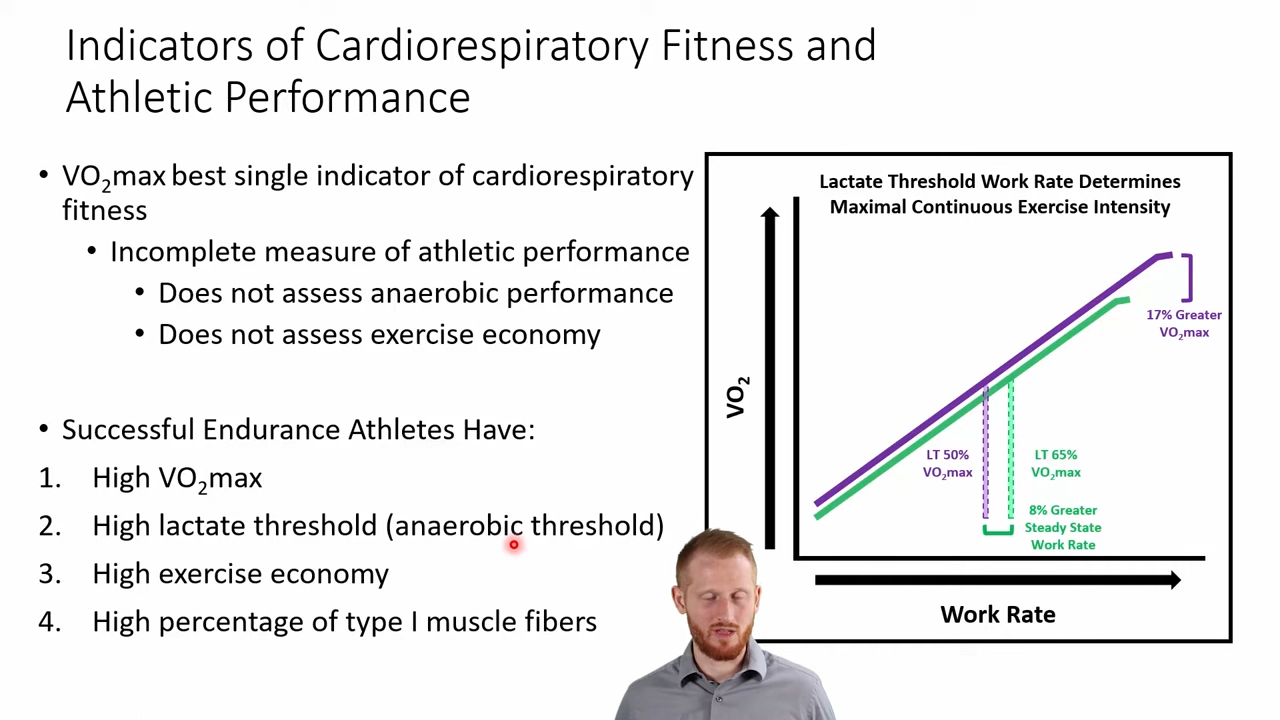 Indicators of Cardiorespiratory Fitness and
Athletic Performance
• VO₂max best single indicator of cardiorespiratory
fitness
• Incomplete measure of athletic performance
• Does not assess anaerobic performance
• Does not assess exercise economy
• Successful Endurance Athletes Have:
1. High VO₂max
2. High lactate threshold (anaerobic threshold)
3. High exercise economy
4. High percentage of type I muscle fibers
Lactate Threshold Work Rate Determines
Maximal Continuous Exercise Intensity
VO₂
17% Greater
VO₂max
LT 50%
VO₂max
LT 65%
VO₂max
8% Greater
Steady State
Work Rate
Work Rate